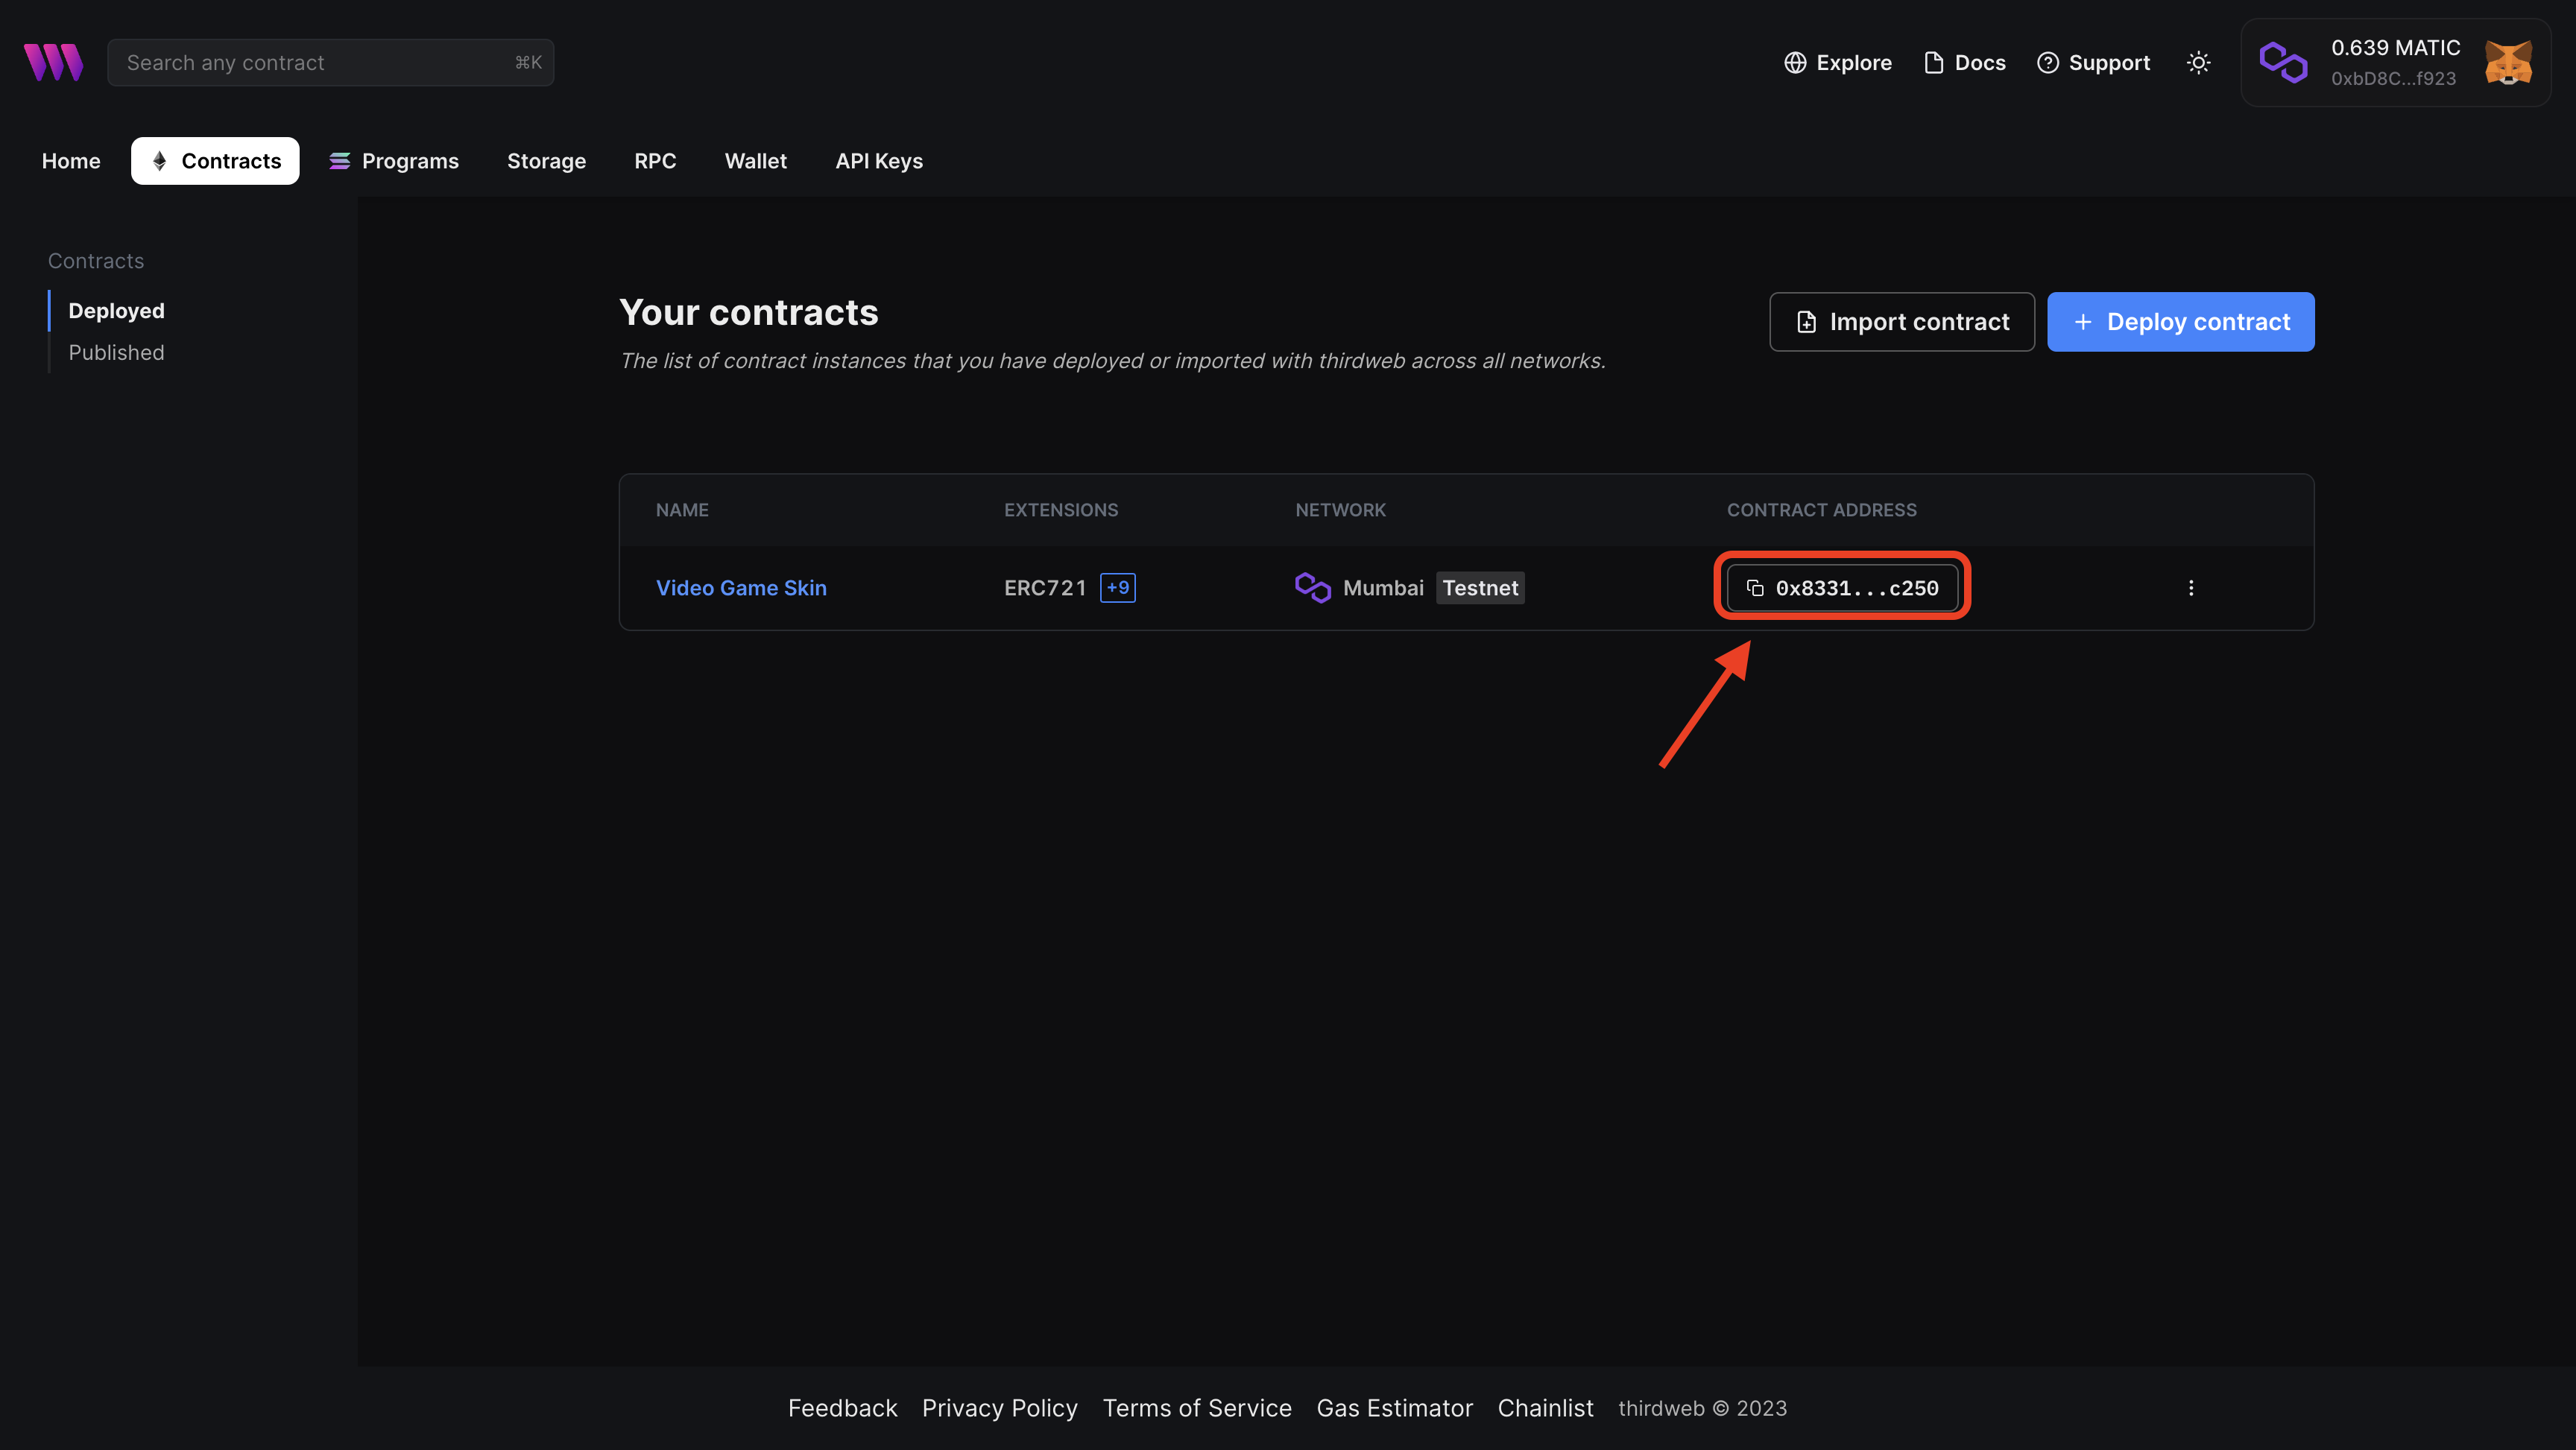 Search any contract ⌘K
Explore Docs Support
0.639 MATIC
0xbD8C...f923
Home Contracts Programs Storage RPC Wallet API Keys
Contracts
Deployed
Published
Your contracts
The list of contract instances that you have deployed or imported with thirdweb across all networks.
Import contract
Deploy contract
NAME EXTENSIONS NETWORK CONTRACT ADDRESS
Video Game Skin ERC721 +9 Mumbai Testnet 0x8331...c250
Feedback Privacy Policy Terms of Service Gas Estimator Chainlist thirdweb © 2023